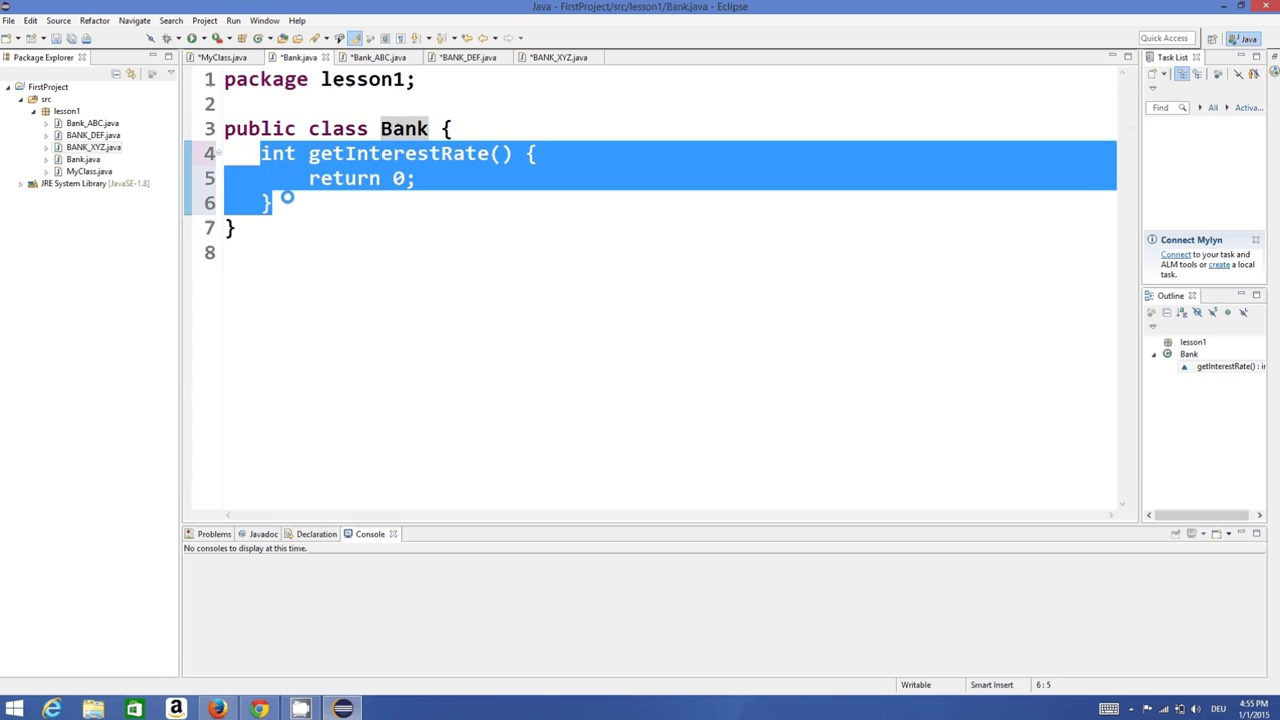 Java - FirstProject/src/lesson1/Bank.java - Eclipse
File Edit Source Refactor Navigate Search Project Run Window Help
Quick Access
Java
Package Explorer
*MyClass.java
*Bank.java
*Bank_ABC.java
*BANK_DEF.java
*BANK_XYZ.java
Task List
FirstProject
src
lesson1
Bank_ABC.java
BANK_DEF.java
BANK_XYZ.java
Bank.java
MyClass.java
JRE System Library [JavaSE-1.8]
1 package lesson1;
2
3 public class Bank {
4 int getInterestRate() {
5 return 0;
6 }
7 }
8
Find
All
Activa...
Connect Mylyn
Connect to your task and
ALM tools or create a local
task.
Outline
lesson1
Bank
getInterestRate() : ir
Problems
Javadoc
Declaration
Console
No consoles to display at this time.
Writable
Smart Insert
6 : 5
DEU
4:55 PM
1/1/2015